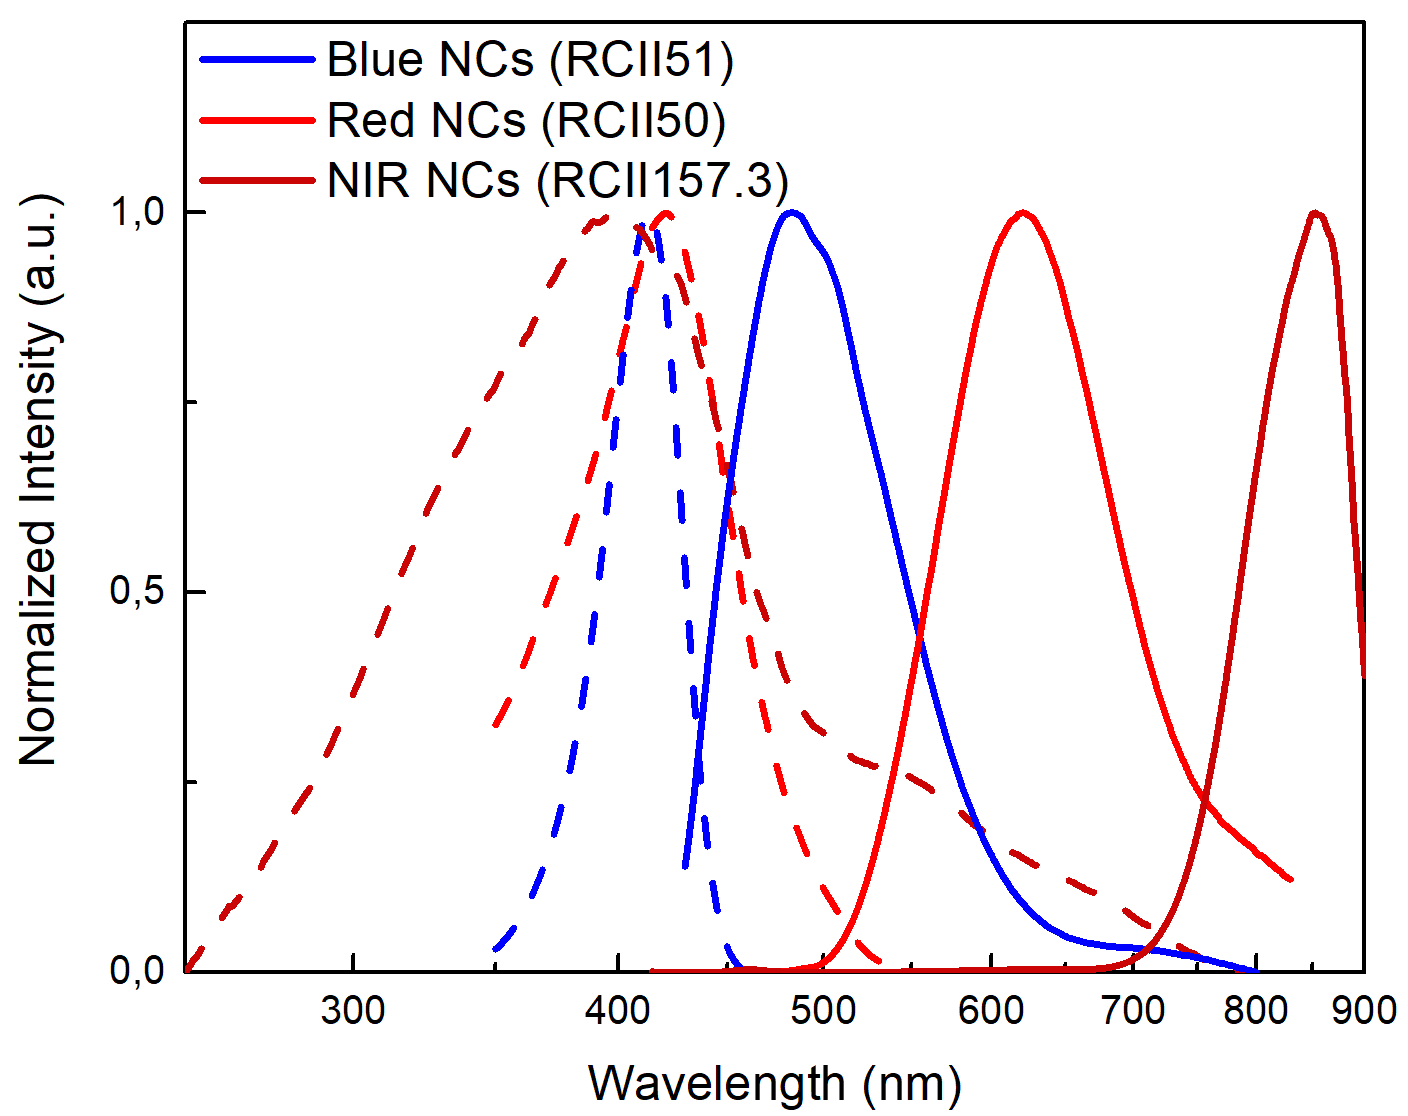 Blue NCs (RCII51)
Red NCs (RCII50)
NIR NCs (RCII157.3)
Normalized Intensity (a.u.)
1,0
0,5
0,0
300 400 500 600 700 800 900
Wavelength (nm)